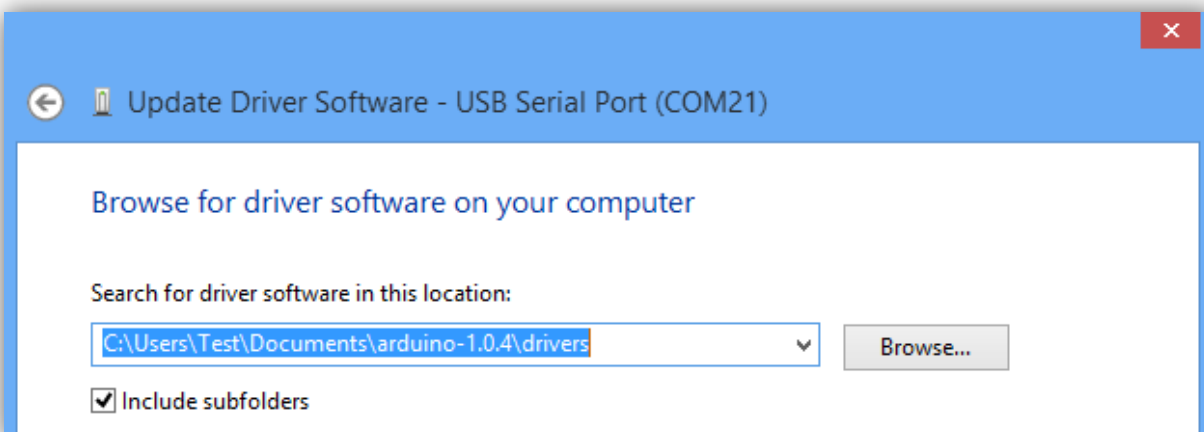 Update Driver Software - USB Serial Port (COM21)
Browse for driver software on your computer
Search for driver software in this location:
C:\Users\Test\Documents\arduino-1.0.4\drivers
Browse...
Include subfolders